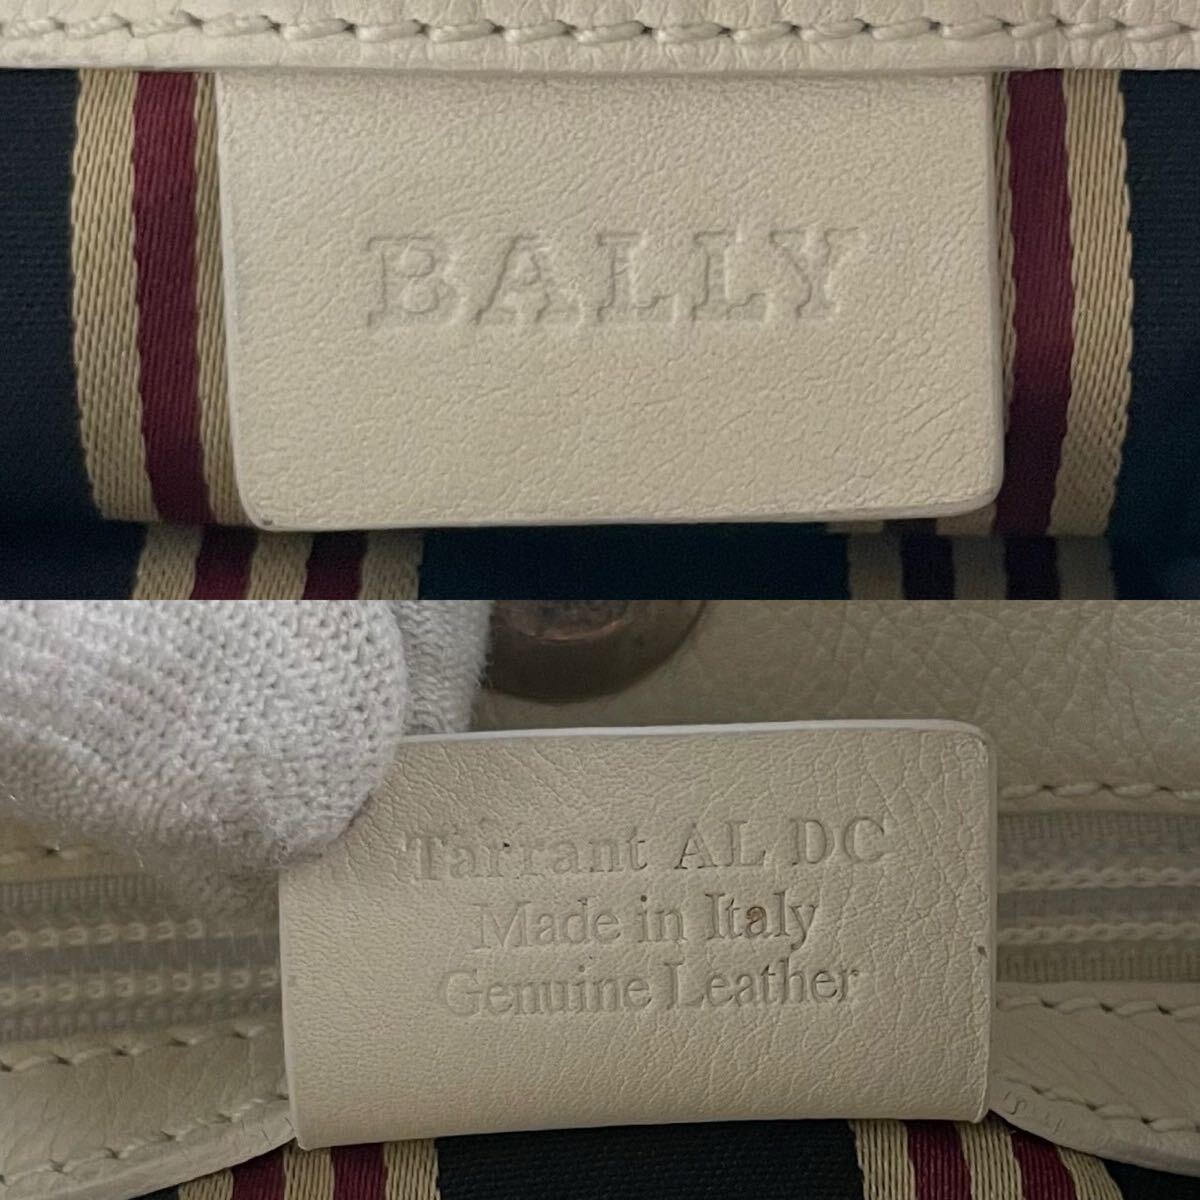 BALLY
Tarrant AL DC
Made in Italy
Genuine Leather